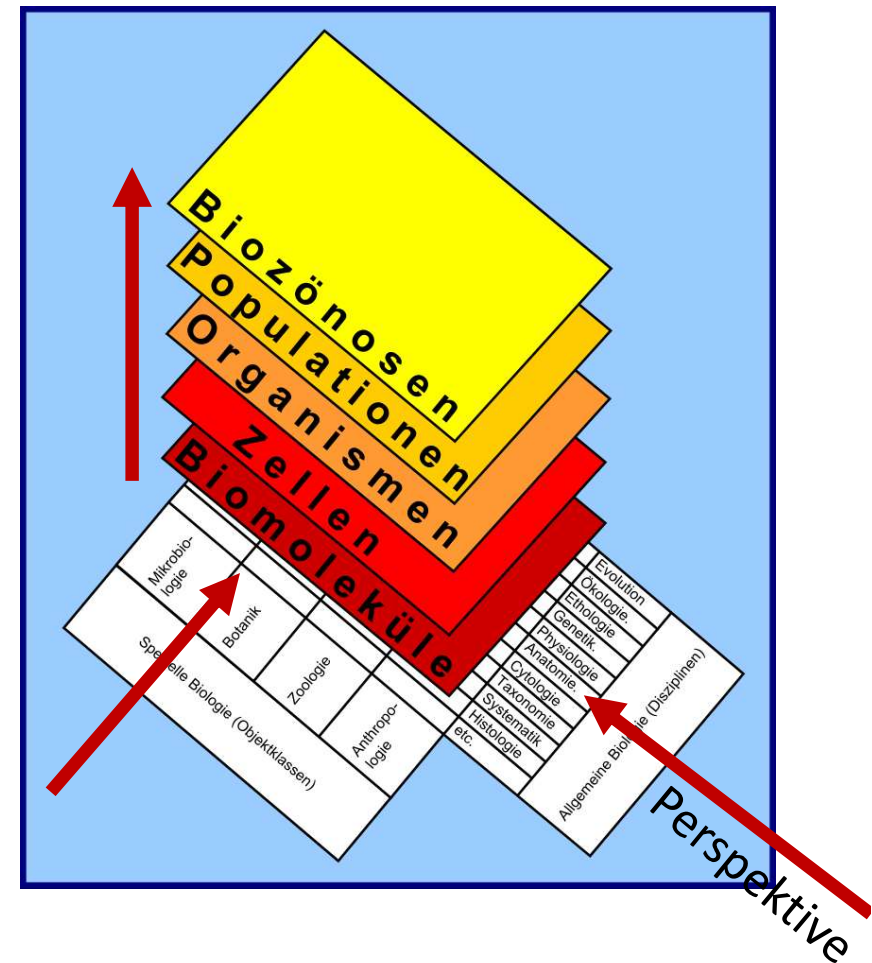 Biozönosen
Populationen
Organismen
Zellen
Biomoleküle
Mikrobio-
logie
Botanik
Zoologie
Anthropo-
logie
Spezielle Biologie (Objektklassen)
Evolution
Ökologie.
Ethologie
Genetik.
Physiologie
Anatomie.
Cytologie
Taxonomie
Systematik
Histologie
etc.
Allgemeine Biologie (Disziplinen)
Perspektive